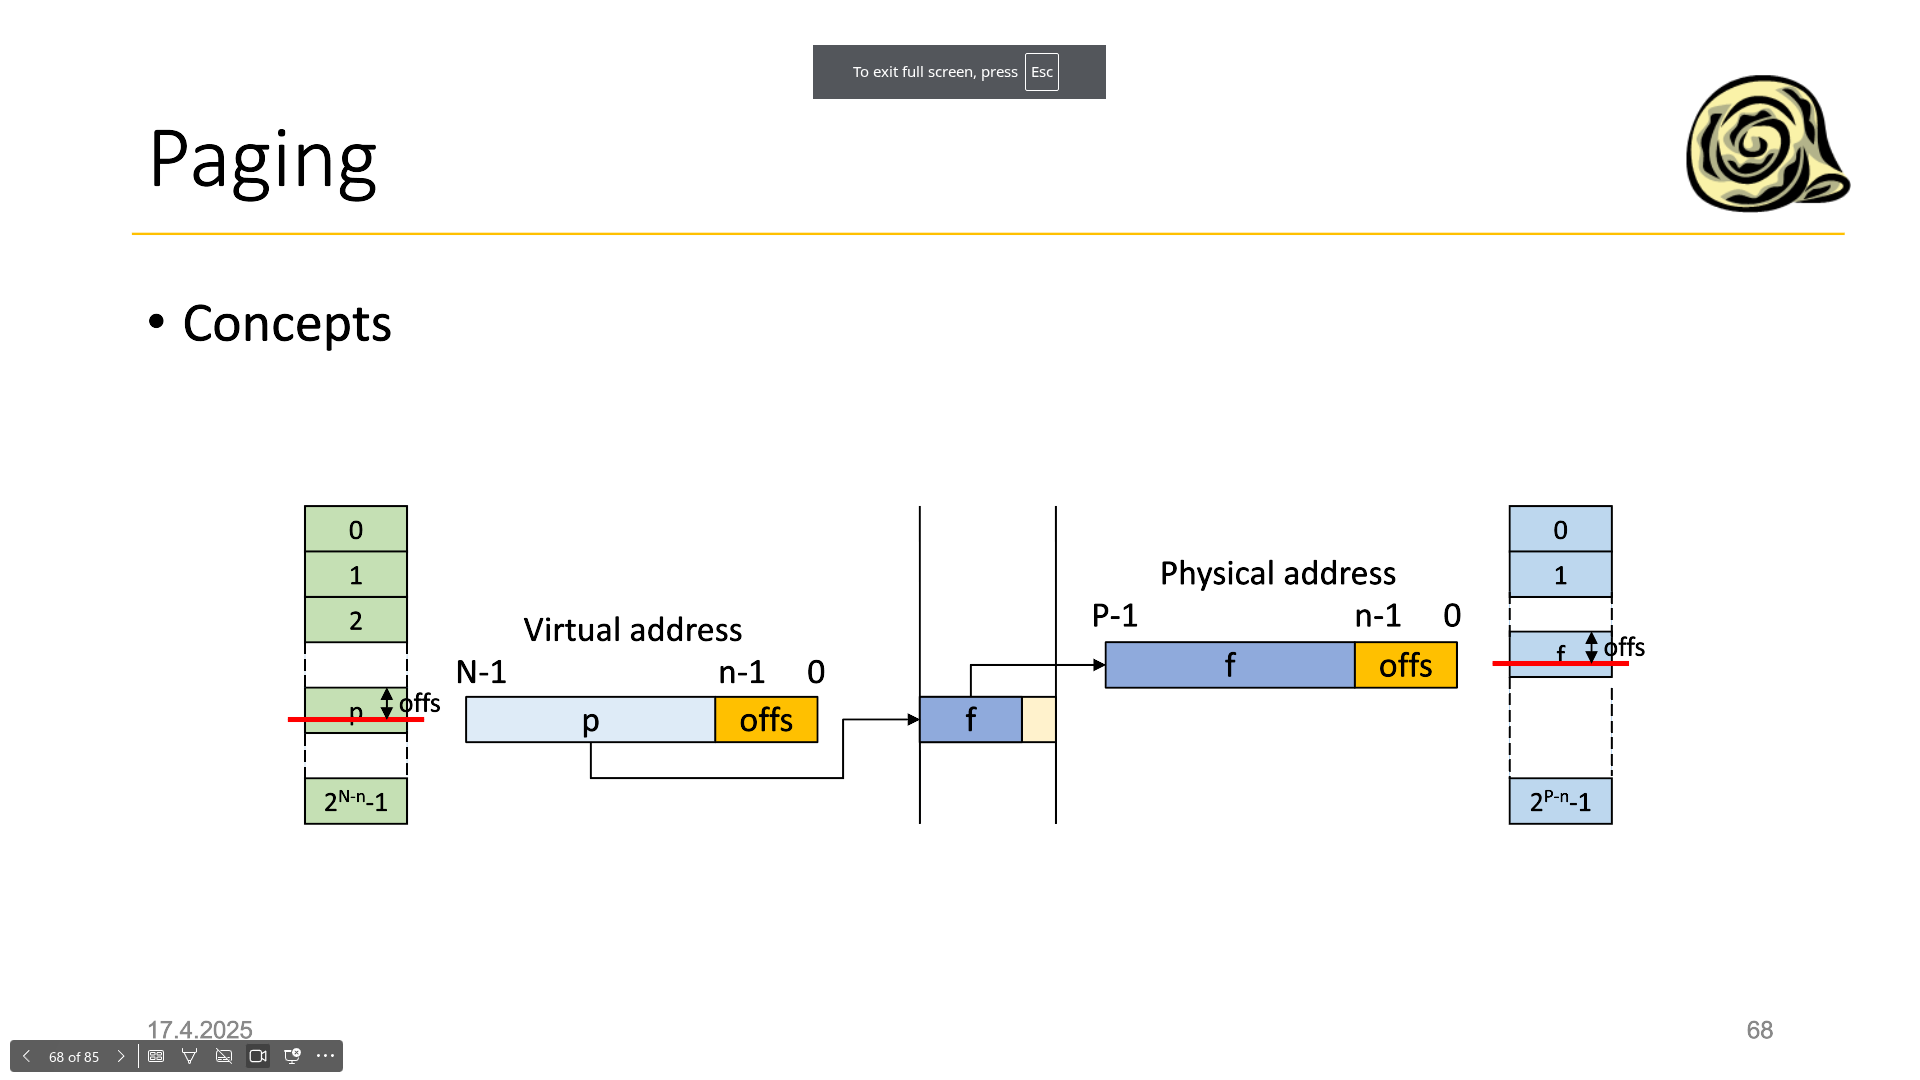 To exit full screen, press Esc
Paging
• Concepts
0
1
2
p
offs
2^N-n-1
Virtual address
N-1 n-1 0
p offs
f
Physical address
P-1 n-1 0
f offs
0
1
f
offs
2^P-n-1
17.4.2025
68
68 of 85